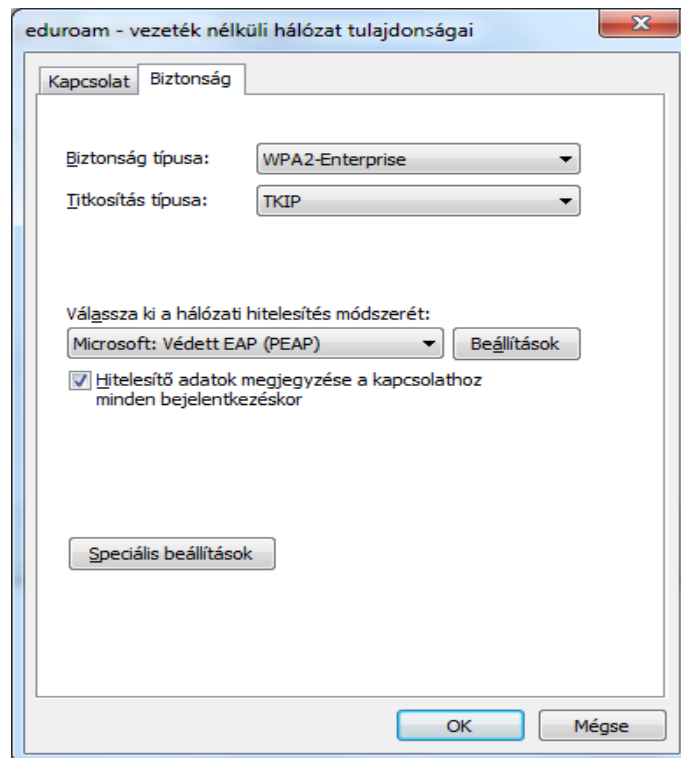 eduroam - vezeték nélküli hálózat tulajdonságai
Kapcsolat Biztonság
Biztonság típusa: WPA2-Enterprise
Titkosítás típusa: TKIP
Válassza ki a hálózati hitelesítés módszerét:
Microsoft: Védett EAP (PEAP) Beállítások
Hitelesítő adatok megjegyzése a kapcsolathoz
minden bejelentkezéskor
Speciális beállítások
OK Mégse